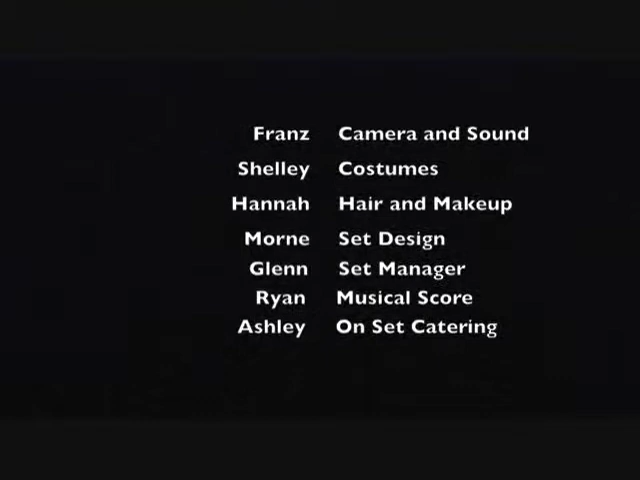 Franz Camera and Sound
Shelley Costumes
Hannah Hair and Makeup
Morne Set Design
Glenn Set Manager
Ryan Musical Score
Ashley On Set Catering